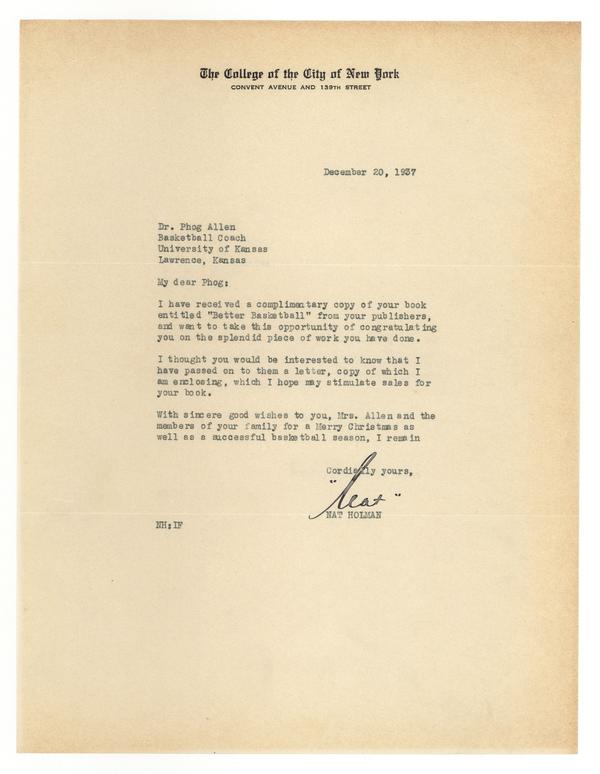 The College of the City of New York
CONVENT AVENUE AND 139TH STREET
December 20, 1937
Dr. Phog Allen
Basketball Coach
University of Kansas
Lawrence, Kansas
My dear Phog:
I have received a complimentary copy of your book
entitled "Better Basketball" from your publishers,
and want to take this opportunity of congratulating
you on the splendid piece of work you have done.
I thought you would be interested to know that I
have passed on to them a letter, copy of which I
am enclosing, which I hope may stimulate sales for
your book.
With sincere good wishes to you, Mrs. Allen and the
members of your family for a Merry Christmas as
well as a successful basketball season, I remain
Cordially yours,
"Nat"
NAT HOLMAN
NH:IF